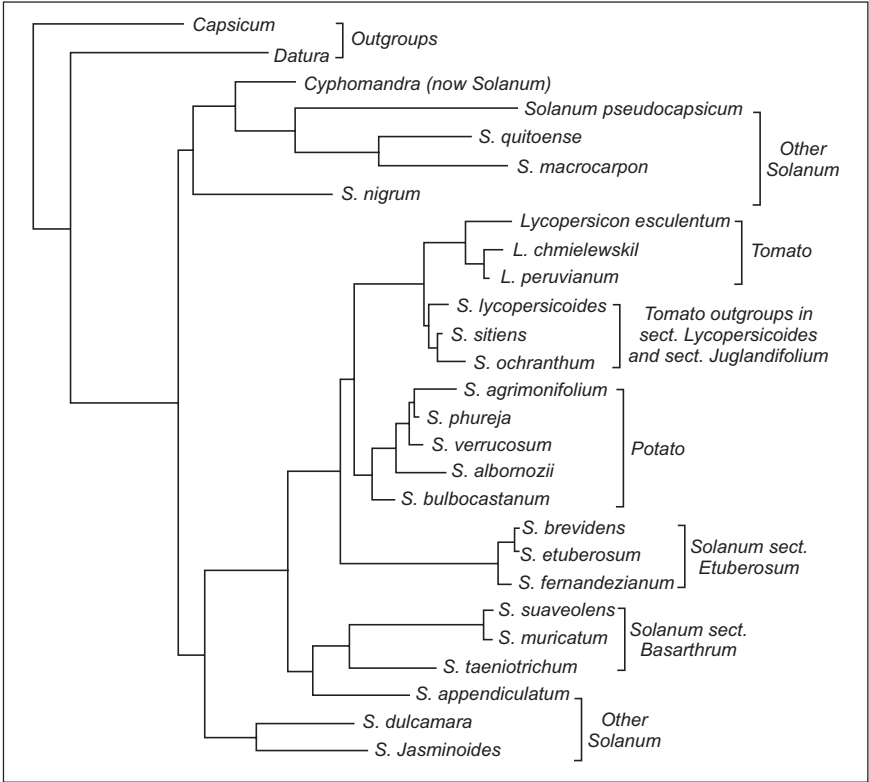 Capsicum
Outgroups
Datura
Cyphomandra (now Solanum)
Solanum pseudocapsicum
S. quitoense
S. macrocarpon
Other
Solanum
S. nigrum
Lycopersicon esculentum
L. chmielewskil
L. peruvianum
Tomato
S. lycopersicoides
S. sitiens
S. ochranthum
Tomato outgroups in
sect. Lycopersicoides
and sect. Juglandifolium
S. agrimonifolium
S. phureja
S. verrucosum
S. albornozii
S. bulbocastanum
Potato
S. brevidens
S. etuberosum
S. fernandezianum
Solanum sect.
Etuberosum
S. suaveolens
S. muricatum
S. taeniotrichum
Solanum sect.
Basarthrum
S. appendiculatum
S. dulcamara
S. Jasminoides
Other
Solanum